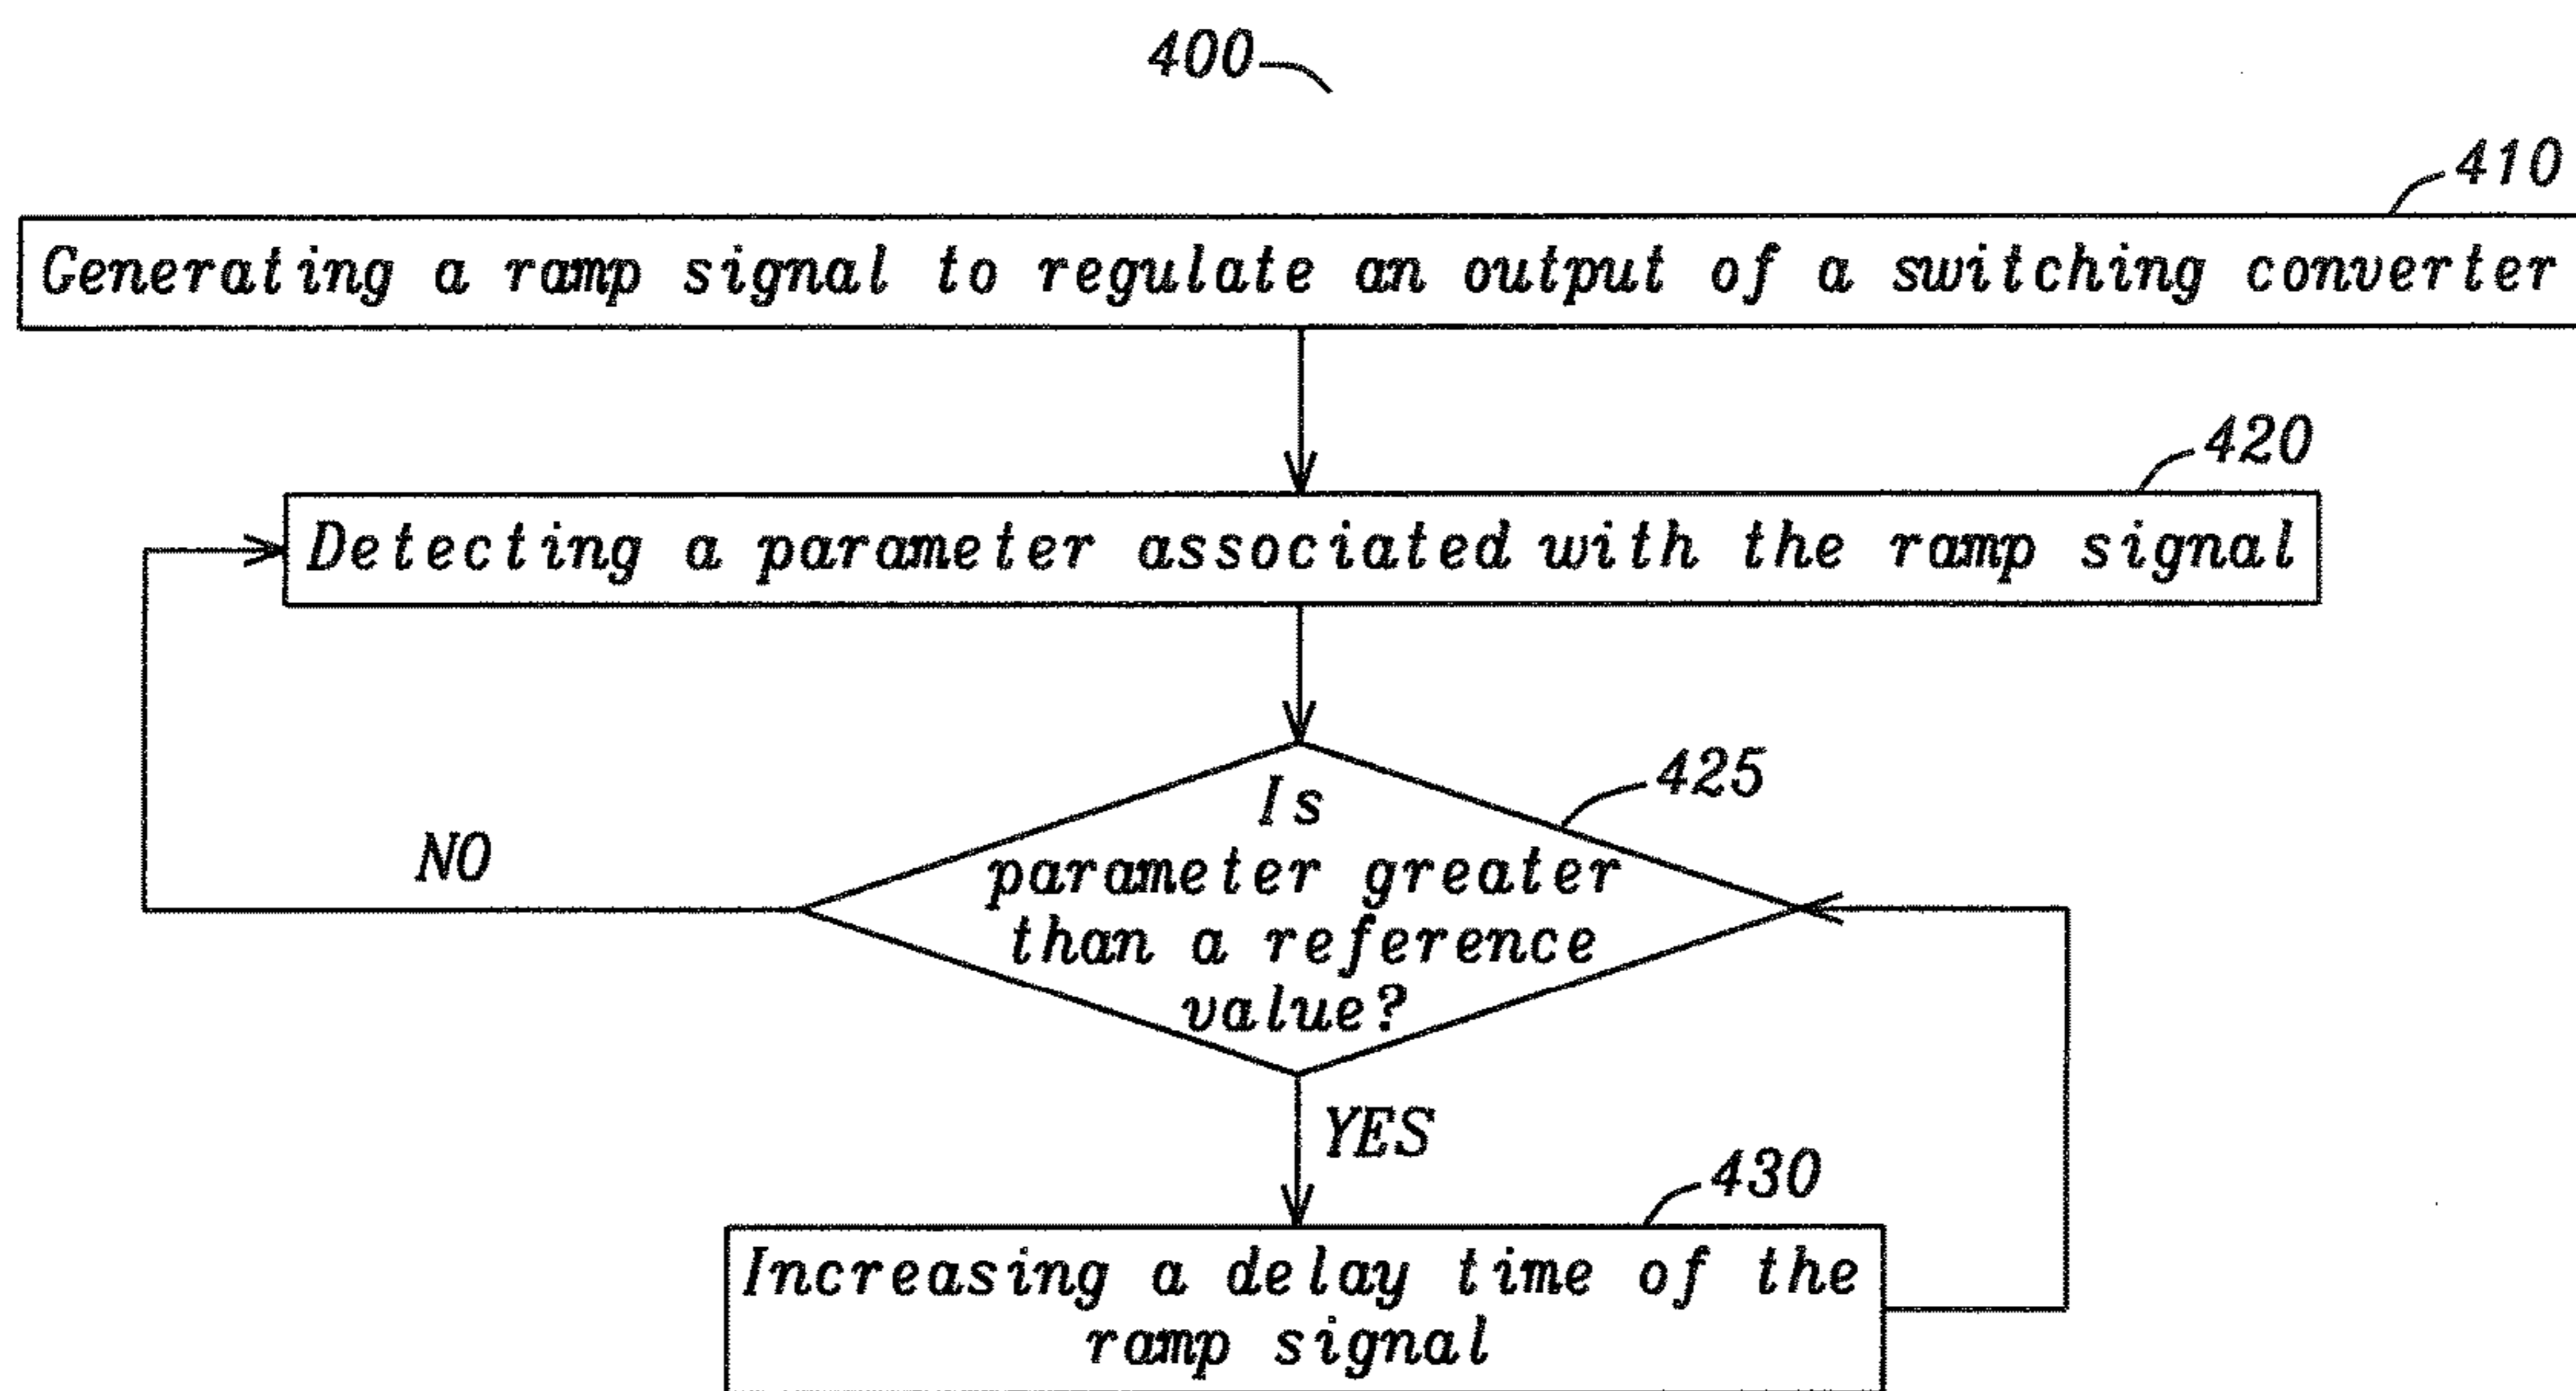 400
410
Generating a ramp signal to regulate an output of a switching converter
420
Detecting a parameter associated with the ramp signal
425
Is
parameter greater
than a reference
value?
NO
YES
430
Increasing a delay time of the
ramp signal